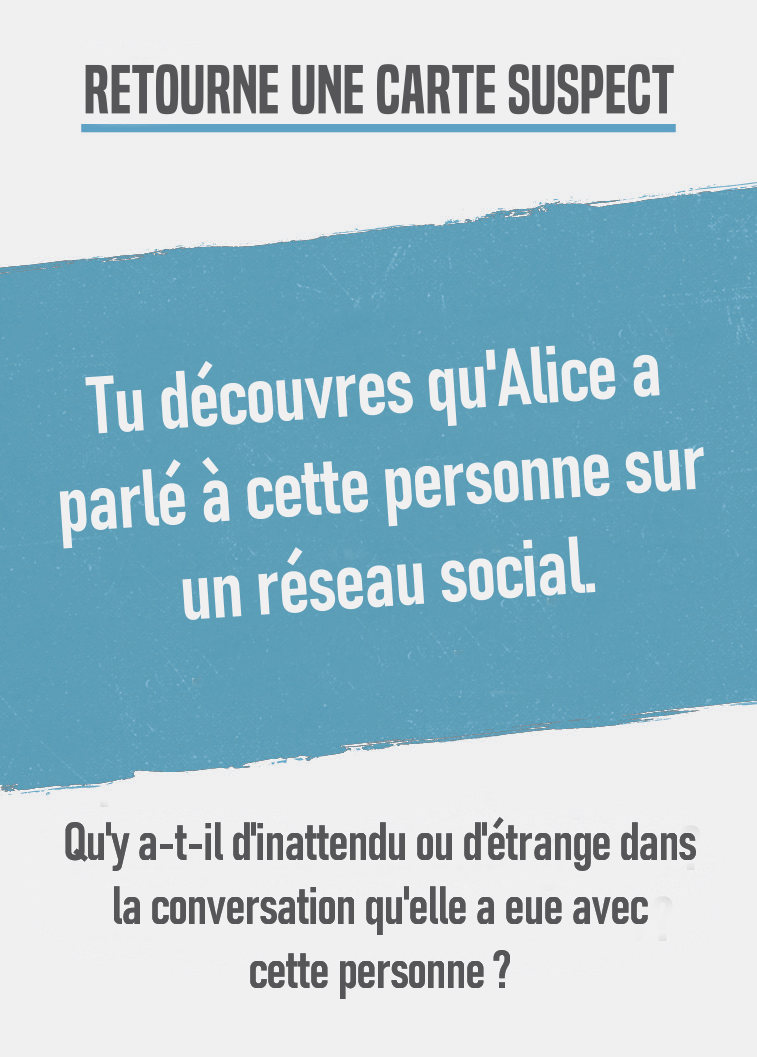 RETOURNE UNE CARTE SUSPECT
Tu découvres qu'Alice a
parlé à cette personne sur
un réseau social.
Qu'y a-t-il d'inattendu ou d'étrange dans
la conversation qu'elle a eue avec
cette personne ?